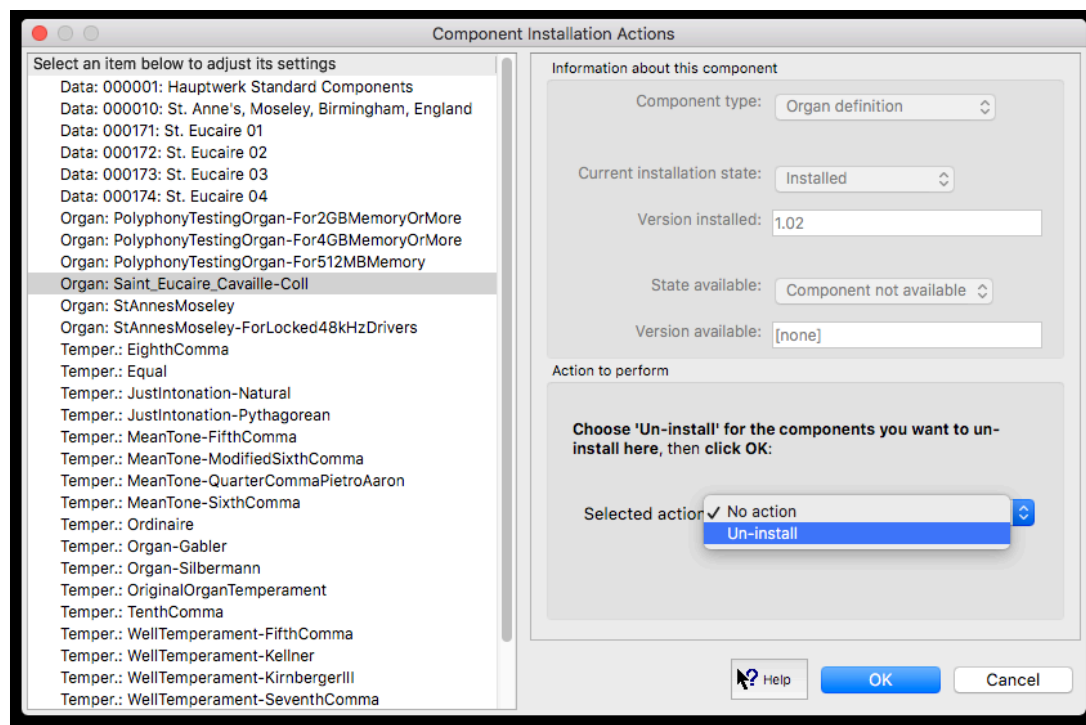 Component Installation Actions
Select an item below to adjust its settings
Data: 000001: Hauptwerk Standard Components
Data: 000010: St. Anne's, Moseley, Birmingham, England
Data: 000171: St. Eucaire 01
Data: 000172: St. Eucaire 02
Data: 000173: St. Eucaire 03
Data: 000174: St. Eucaire 04
Organ: PolyphonyTestingOrgan-For2GBMemoryOrMore
Organ: PolyphonyTestingOrgan-For4GBMemoryOrMore
Organ: PolyphonyTestingOrgan-For512MBMemory
Organ: Saint_Eucaire_Cavaille-Coll
Organ: StAnnesMoseley
Organ: StAnnesMoseley-ForLocked48kHzDrivers
Temper.: EighthComma
Temper.: Equal
Temper.: JustIntonation-Natural
Temper.: JustIntonation-Pythagorean
Temper.: MeanTone-FifthComma
Temper.: MeanTone-ModifiedSixthComma
Temper.: MeanTone-QuarterCommaPietroAaron
Temper.: MeanTone-SixthComma
Temper.: Ordinaire
Temper.: Organ-Gabler
Temper.: Organ-Silbermann
Temper.: OriginalOrganTemperament
Temper.: TenthComma
Temper.: WellTemperament-FifthComma
Temper.: WellTemperament-Kellner
Temper.: WellTemperament-KirnbergerIII
Temper.: WellTemperament-SeventhComma
Information about this component
Component type: Organ definition
Current installation state: Installed
Version installed: 1.02
State available: Component not available
Version available: [none]
Action to perform
Choose 'Un-install' for the components you want to un-
install here, then click OK:
Selected action ✓ No action
Un-install
Help OK Cancel